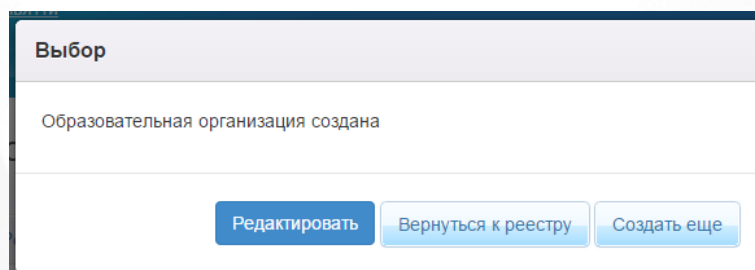 Выбор
Образовательная организация создана
Редактировать Вернуться к реестру Создать еще